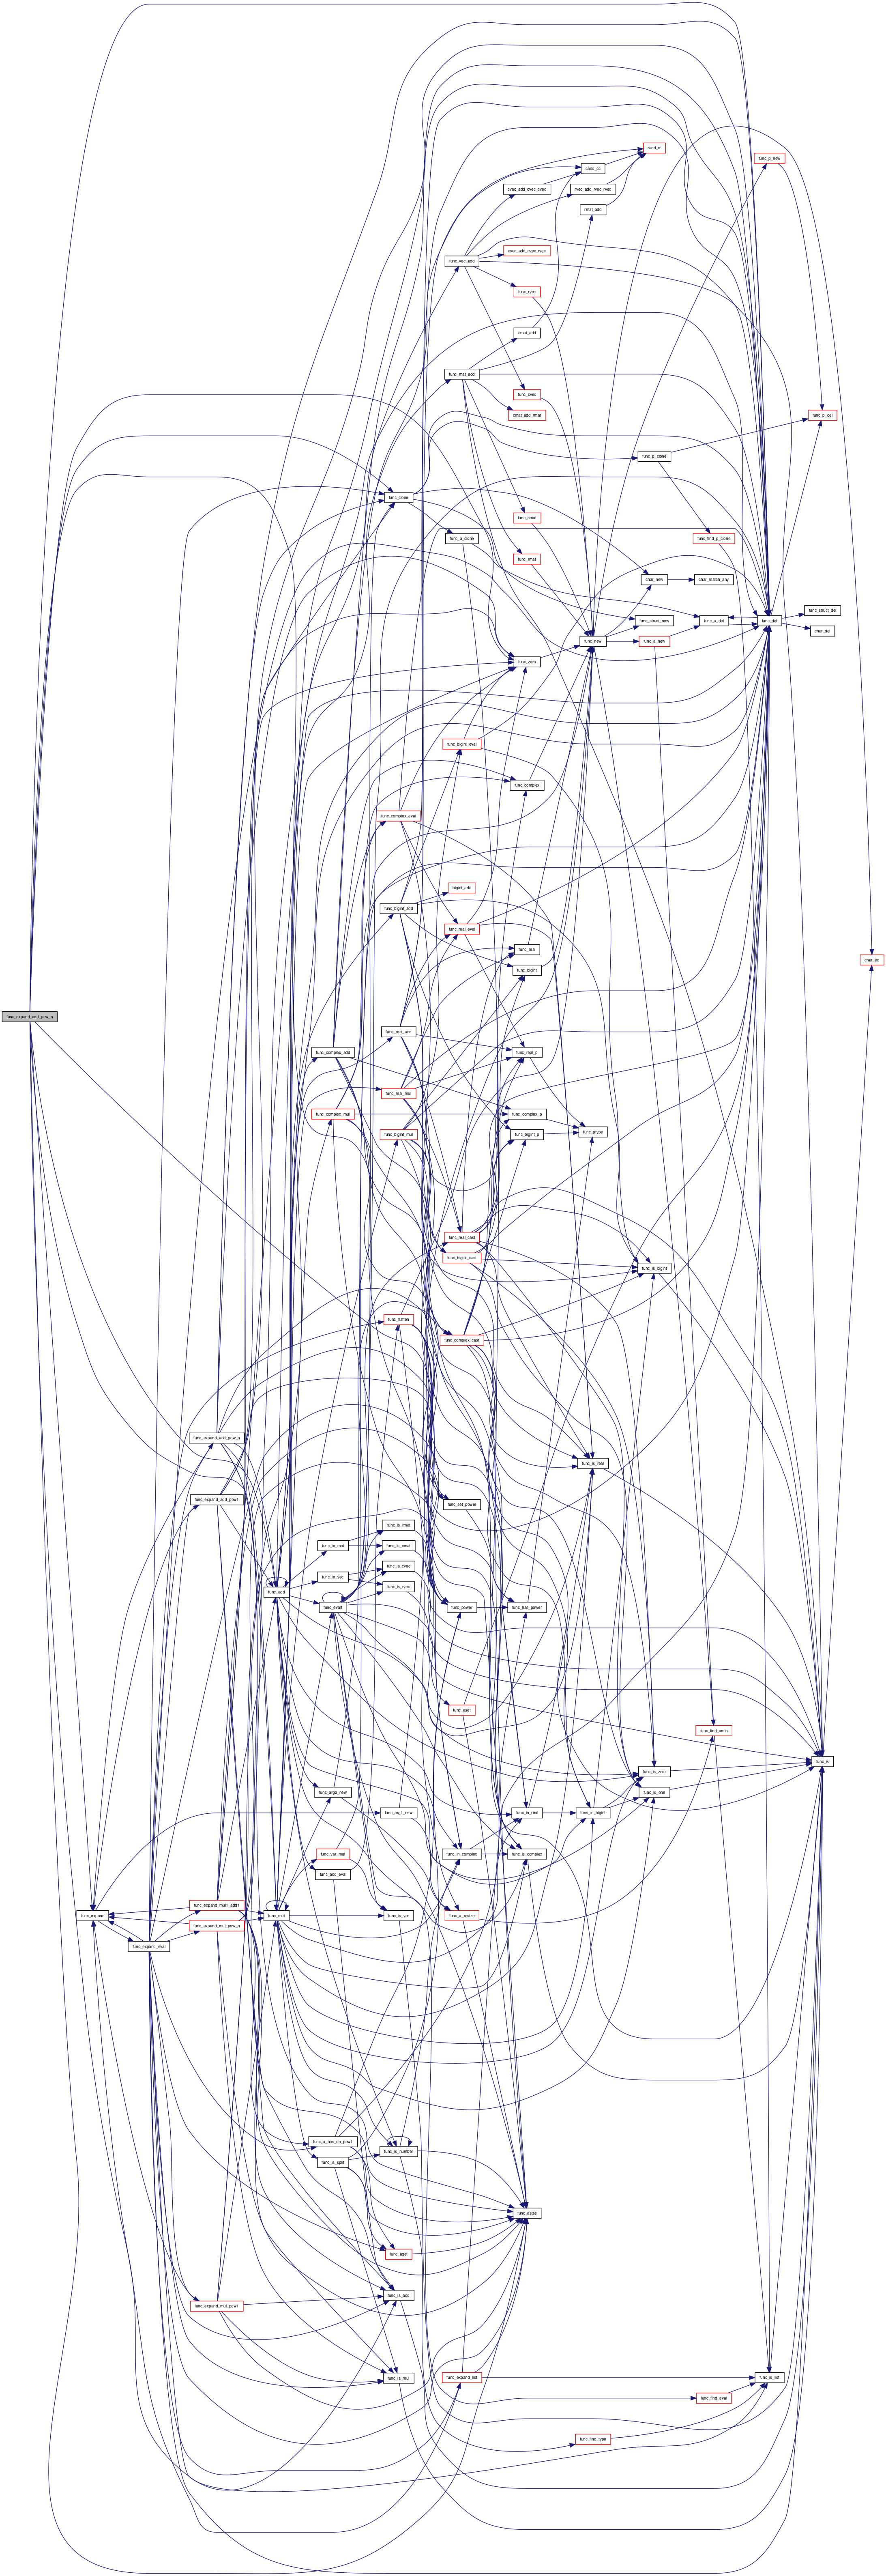 func_p_new
radd_rr
cadd_cc
cvec_add_cvec_cvec
rvec_add_rvec_rvec
rmat_add
cvec_add_cvec_rvec
func_vec_add
func_rvec
cmat_add
func_mat_add
func_cvec
cmat_add_rmat
func_p_del
func_p_clone
func_clone
func_cmat
func_a_clone
func_find_p_clone
func_rmat
char_new
char_match_any
func_struct_del
func_struct_new
func_a_del
func_del
char_del
func_new
func_a_new
func_zero
func_bigint_eval
func_complex
func_complex_eval
bigint_add
func_bigint_add
func_real_eval
func_real
char_eq
func_bigint
func_expand_add_pow_n
func_real_add
func_complex_add
func_real_p
func_real_mul
func_complex_mul
func_complex_p
func_ptype
func_bigint_mul
func_bigint_p
func_real_cast
func_bigint_cast
func_is_bigint
func_flatten
func_complex_cast
func_expand_add_pow_n
func_is_real
func_expand_add_pow1
func_set_power
func_is_rmat
func_in_mat
func_is_cmat
func_is_cvec
func_in_vec
func_is_rvec
func_add
func_evalf
func_power
func_has_power
func_aset
func_find_amin
func_is
func_is_zero
func_arg2_new
func_is_one
func_arg1_new
func_in_real
func_in_bigint
func_var_mul
func_in_complex
func_is_complex
func_add_eval
func_expand_mul1_add1
func_expand
func_mul
func_is_var
func_a_resize
func_expand_mul_pow_n
func_expand_eval
func_a_has_op_pow1
func_is_number
func_is_split
func_asize
func_aget
func_is_add
func_expand_mul_pow1
func_is_mul
func_expand_list
func_is_list
func_find_eval
func_find_type